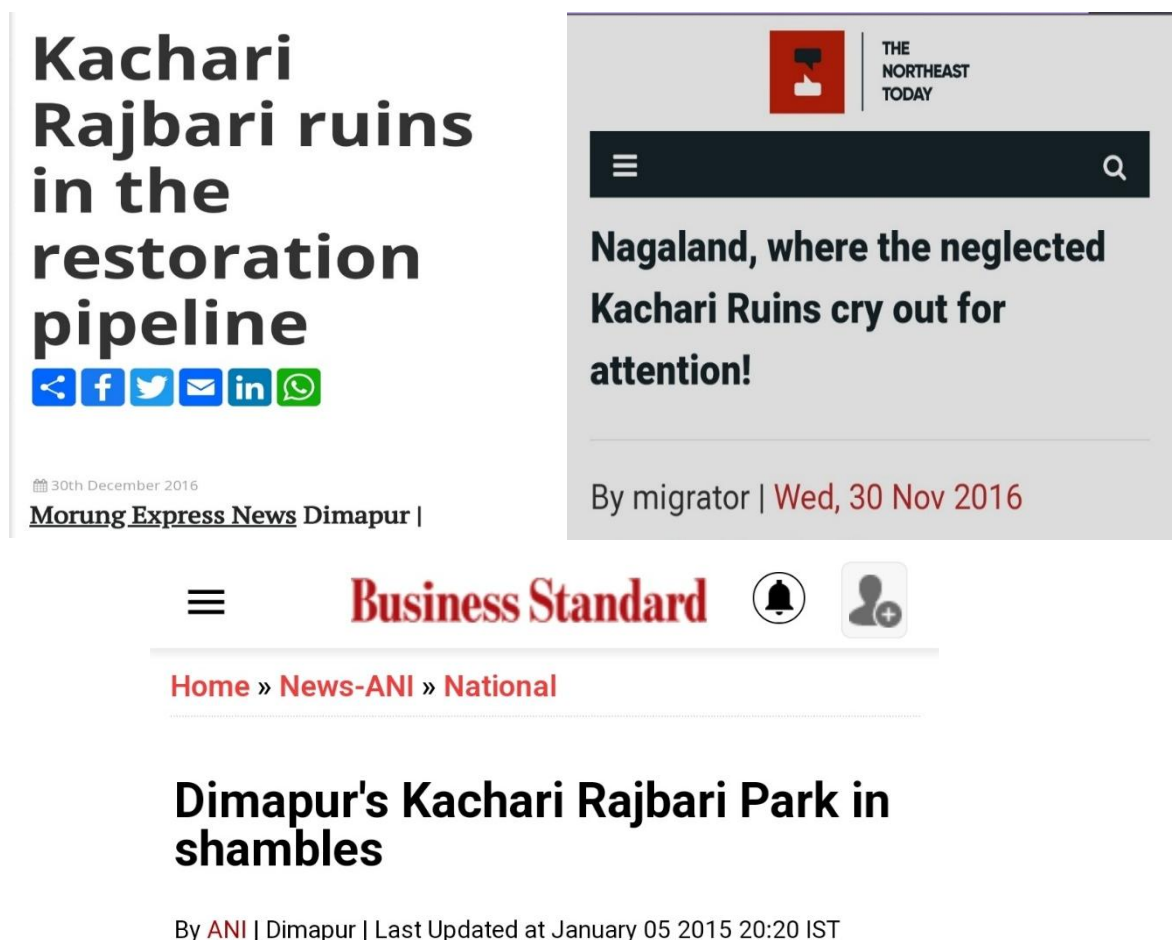 Kachari
Rajbari ruins
in the
restoration
pipeline
30th December 2016
Morung Express News Dimapur |
THE
NORTHEAST
TODAY
Nagaland, where the neglected
Kachari Ruins cry out for
attention!
By migrator | Wed, 30 Nov 2016
Business Standard
Home » News-ANI » National
Dimapur's Kachari Rajbari Park in
shambles
By ANI | Dimapur | Last Updated at January 05 2015 20:20 IST